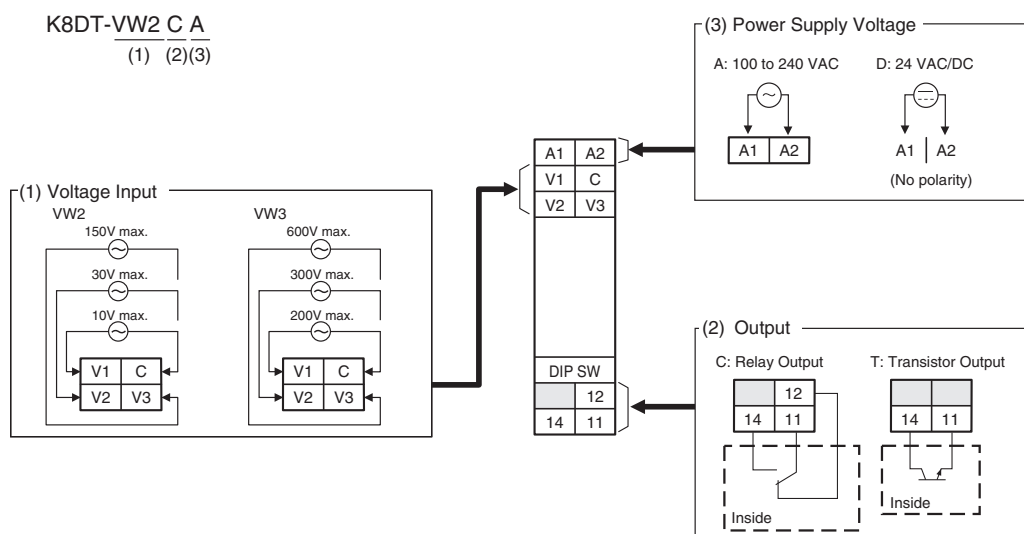 K8DT-VW2 C A
(1) (2)(3)
(3) Power Supply Voltage
A: 100 to 240 VAC
D: 24 VAC/DC
A1 A2
A1 A2
(No polarity)
(1) Voltage Input
VW2
150V max.
30V max.
10V max.
V1 C
V2 V3
VW3
600V max.
300V max.
200V max.
V1 C
V2 V3
A1 A2
V1 C
V2 V3
DIP SW
12
14 11
(2) Output
C: Relay Output
12
14 11
Inside
T: Transistor Output
14 11
Inside